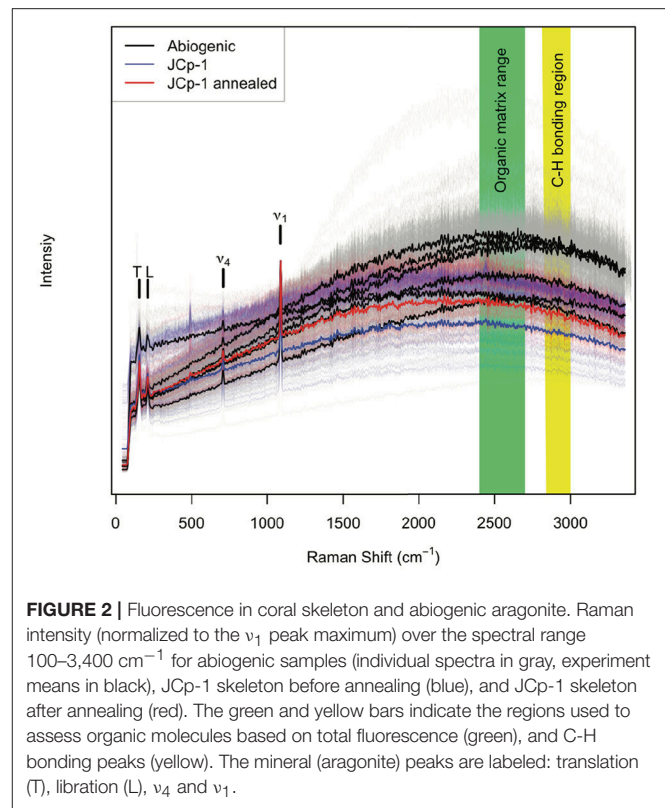 Abiogenic
JCp-1
JCp-1 annealed
Organic matrix range
C-H bonding region
T L
ν4
ν1
Intensiy
0 500 1000 1500 2000 2500 3000
Raman Shift (cm⁻¹)
FIGURE 2 | Fluorescence in coral skeleton and abiogenic aragonite. Raman
intensity (normalized to the ν1 peak maximum) over the spectral range
100–3,400 cm⁻¹ for abiogenic samples (individual spectra in gray, experiment
means in black), JCp-1 skeleton before annealing (blue), and JCp-1 skeleton
after annealing (red). The green and yellow bars indicate the regions used to
assess organic molecules based on total fluorescence (green), and C-H
bonding peaks (yellow). The mineral (aragonite) peaks are labeled: translation
(T), libration (L), ν4 and ν1.